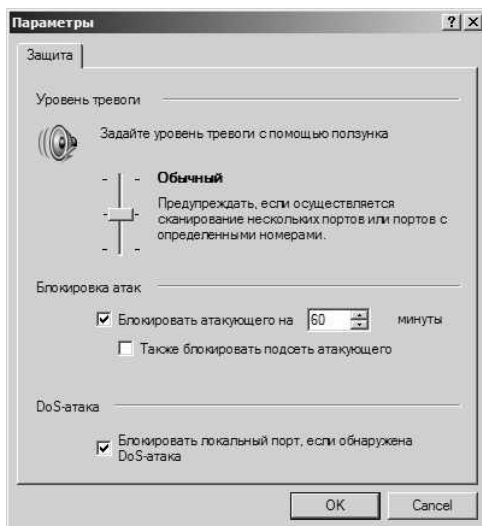 Параметры
Защита
Уровень тревоги
Задайте уровень тревоги с помощью ползунка
Обычный
Предупреждать, если осуществляется
сканирование нескольких портов или портов с
определенными номерами.
Блокировка атак
Блокировать атакующего на 60 минуты
Также блокировать подсеть атакующего
DoS-атака
Блокировать локальный порт, если обнаружена
DoS-атака
OK Cancel